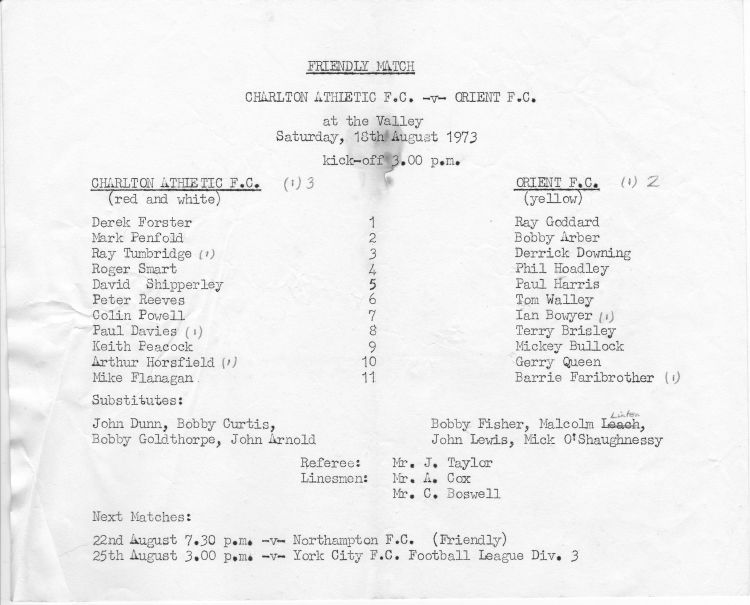 FRIENDLY MATCH
CHARLTON ATHLETIC F.C. -v- ORIENT F.C.
at the Valley
Saturday, 18th August 1973
kick-off 3.00 p.m.
CHARLTON ATHLETIC F.C. (1) 3 ORIENT F.C. (1) 2
(red and white) (yellow)
Derek Forster 1 Ray Goddard
Mark Penfold 2 Bobby Arber
Ray Tumbridge (1) 3 Derrick Downing
Roger Smart 4 Phil Hoadley
David Shipperley 5 Paul Harris
Peter Reeves 6 Tom Walley
Colin Powell 7 Ian Bowyer (1)
Paul Davies (1) 8 Terry Brisley
Keith Peacock 9 Mickey Bullock
Arthur Horsfield (1) 10 Gerry Queen
Mike Flanagan 11 Barrie Faribrother (1)
Substitutes:
Linton
John Dunn, Bobby Curtis, Bobby Fisher, Malcolm Leach,
Bobby Goldthorpe, John Arnold John Lewis, Mick O'Shaughnessy
Referee: Mr. J. Taylor
Linesmen: Mr. A. Cox
Mr. C. Boswell
Next Matches:
22nd August 7.30 p.m. -v- Northampton F.C. (Friendly)
25th August 3.00 p.m. -v- York City F.C. Football League Div. 3